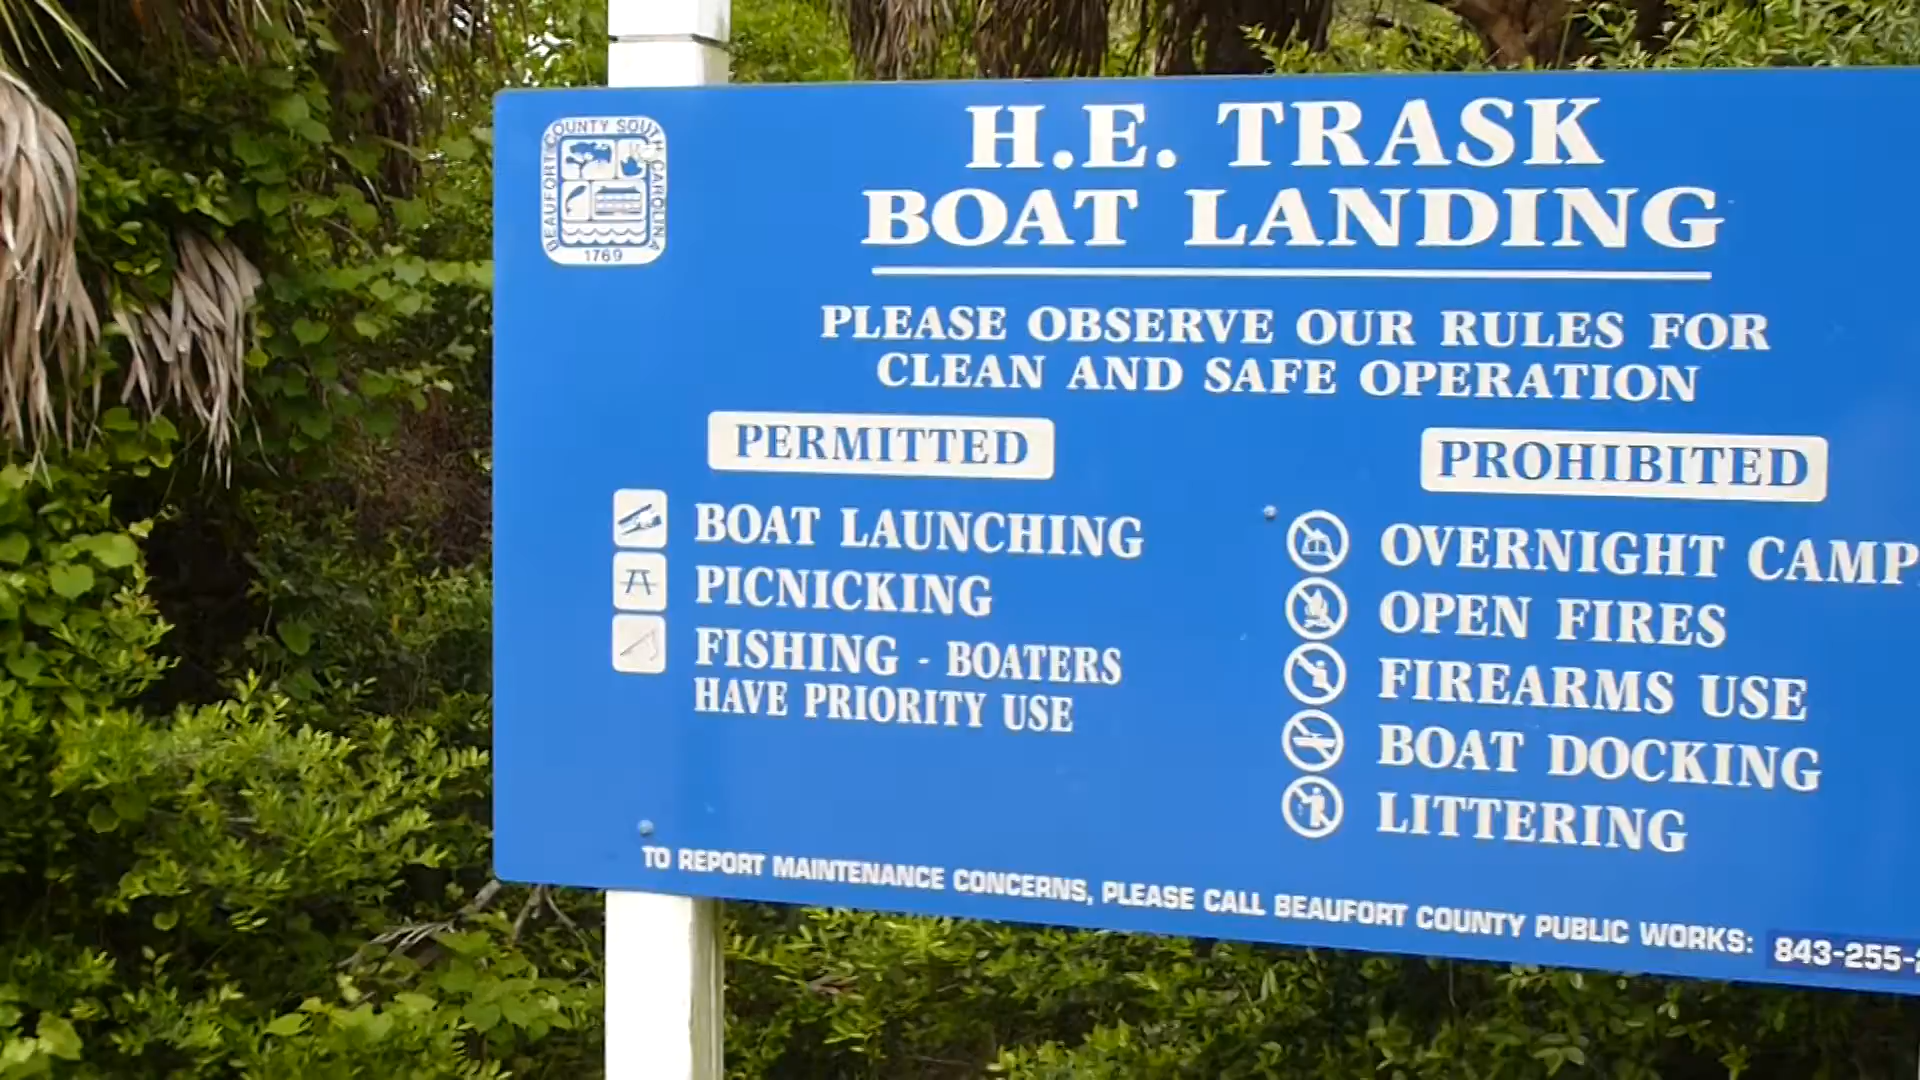 BEAUFORT COUNTY SOUTH CAROLINA
1769
H.E. TRASK
BOAT LANDING
PLEASE OBSERVE OUR RULES FOR
CLEAN AND SAFE OPERATION
PERMITTED
BOAT LAUNCHING
PICNICKING
FISHING - BOATERS
HAVE PRIORITY USE
PROHIBITED
OVERNIGHT CAMP
OPEN FIRES
FIREARMS USE
BOAT DOCKING
LITTERING
TO REPORT MAINTENANCE CONCERNS, PLEASE CALL BEAUFORT COUNTY PUBLIC WORKS: 843-255-